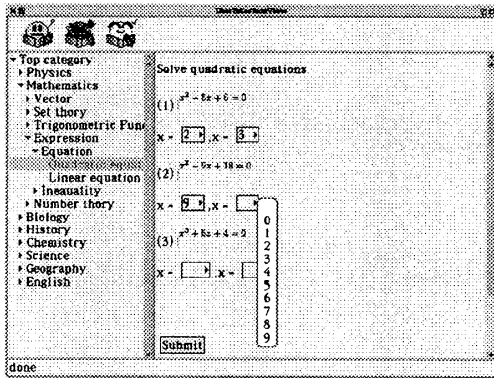 Top category
Physics
Mathematics
Vector
Set thory
Trigonometric Func
Expression
Equation
Quadratic equati
Linear equation
Inequality
Number thory
Biology
History
Chemistry
Science
Geography
English
Solve quadratic equations
(1) x² - 5x + 6 = 0
x = 2 , x = 3
(2) x² - 9x + 18 = 0
x = 9 , x =
0
1
2
3
4
5
6
7
8
9
(3) x² + 5x + 4 = 0
x = , x =
Submit
done